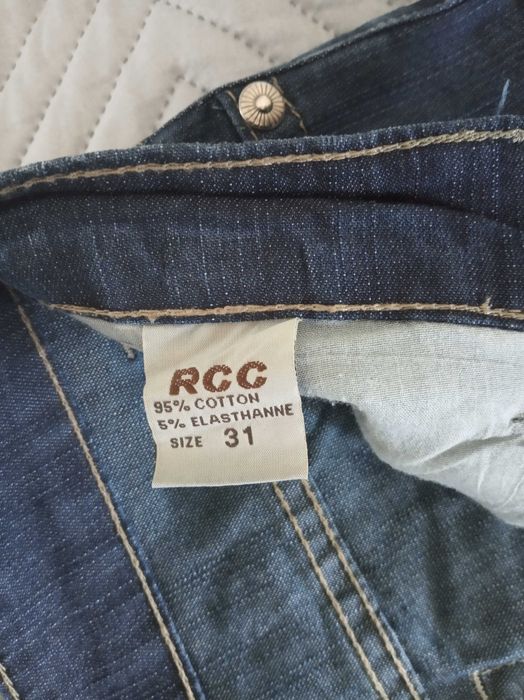 RCC
95% COTTON
5% ELASTHANNE
SIZE 31